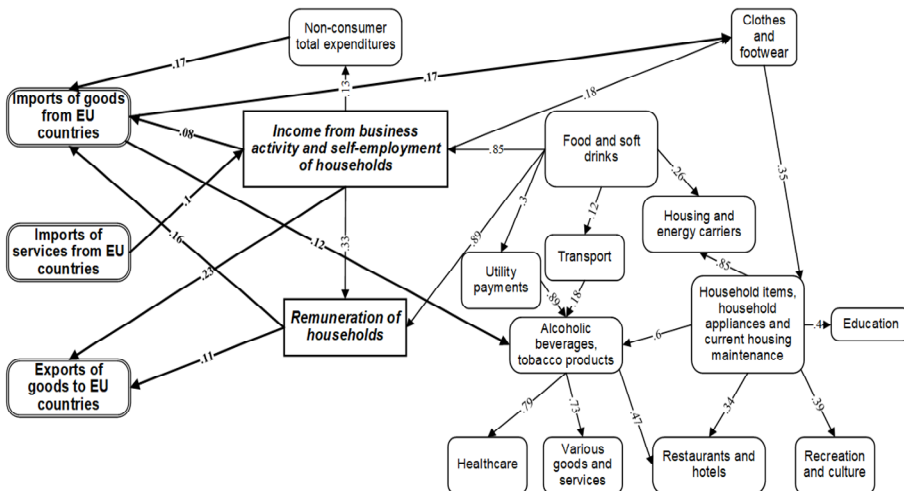 Non-consumer
total expenditures
Clothes
and
footwear
.17
.17
.13
.18
Imports of goods
from EU
countries
.08
Income from business
activity and self-employment
of households
.85
Food and soft
drinks
.26
.35
.1
.3
.12
Housing and
energy carriers
Imports of
services from EU
countries
.16
.12
.33
.89
Utility
payments
Transport
.85
.23
.89
.18
Household items,
household
appliances and
current housing
maintenance
.4
Education
Remuneration of
households
Alcoholic
beverages,
tobacco products
.6
Exports of
goods to EU
countries
.11
.79
.73
.47
.34
.39
Healthcare
Various
goods and
services
Restaurants and
hotels
Recreation
and culture